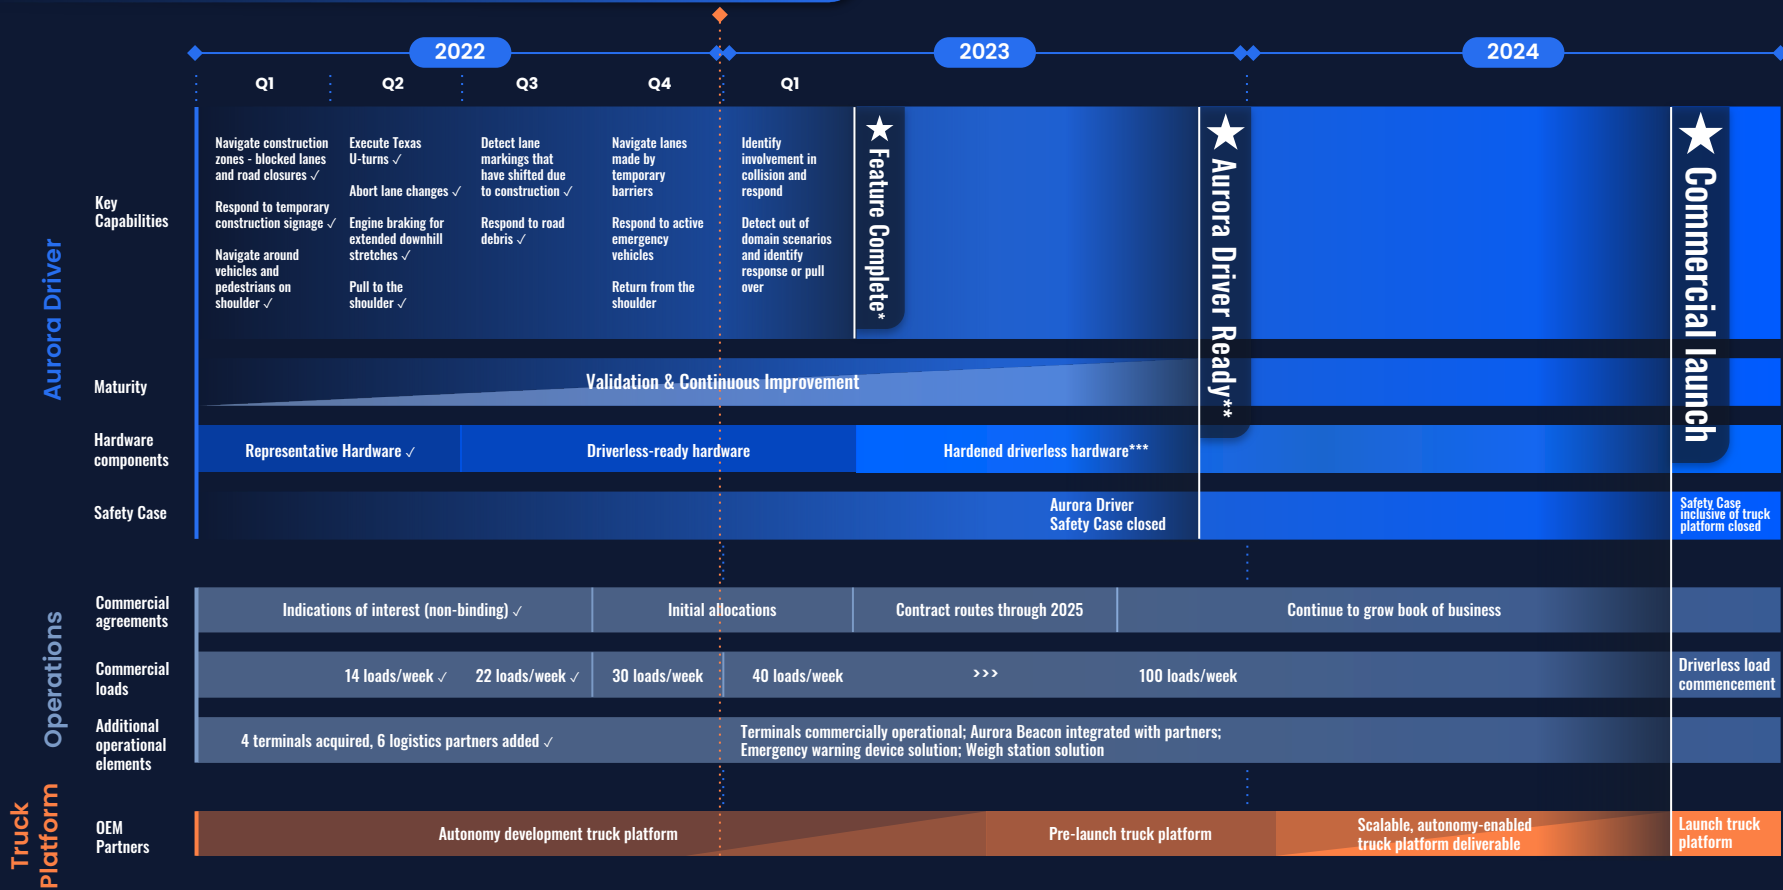 2022
2023
2024
Q1
Q2
Q3
Q4
Q1
Aurora Driver
Key
Capabilities
Navigate construction
zones - blocked lanes
and road closures ✓
Respond to temporary
construction signage ✓
Navigate around
vehicles and
pedestrians on
shoulder ✓
Execute Texas
U-turns ✓
Abort lane changes ✓
Engine braking for
extended downhill
stretches ✓
Pull to the
shoulder ✓
Detect lane
markings that
have shifted due
to construction ✓
Respond to road
debris ✓
Navigate lanes
made by
temporary
barriers
Respond to active
emergency
vehicles
Return from the
shoulder
Identify
involvement in
collision and
respond
Detect out of
domain scenarios
and identify
response or pull
over
★ Feature Complete*
★ Aurora Driver Ready**
★ Commercial launch
Maturity
Validation & Continuous Improvement
Hardware
components
Representative Hardware ✓
Driverless-ready hardware
Hardened driverless hardware***
Safety Case
Aurora Driver
Safety Case closed
Safety Case
inclusive of truck
platform closed
Operations
Commercial
agreements
Indications of interest (non-binding) ✓
Initial allocations
Contract routes through 2025
Continue to grow book of business
Commercial
loads
14 loads/week ✓
22 loads/week ✓
30 loads/week
40 loads/week
>>>
100 loads/week
Driverless load
commencement
Additional
operational
elements
4 terminals acquired, 6 logistics partners added ✓
Terminals commercially operational; Aurora Beacon integrated with partners;
Emergency warning device solution; Weigh station solution
Truck
Platform
OEM
Partners
Autonomy development truck platform
Pre-launch truck platform
Scalable, autonomy-enabled
truck platform deliverable
Launch truck
platform